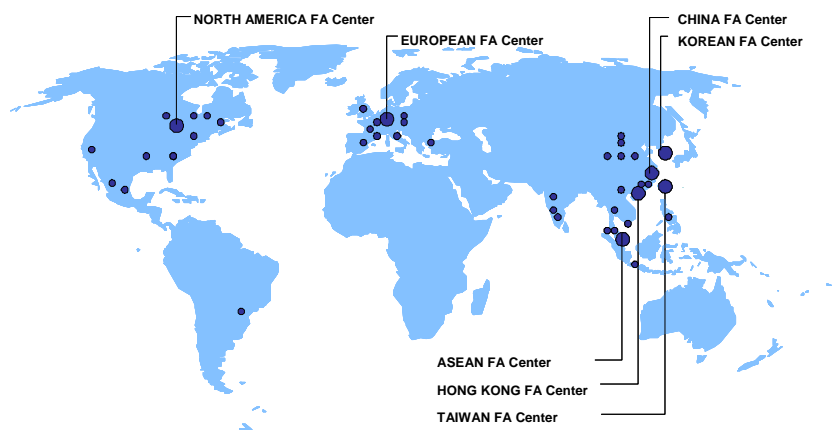 NORTH AMERICA FA Center
EUROPEAN FA Center
CHINA FA Center
KOREAN FA Center
ASEAN FA Center
HONG KONG FA Center
TAIWAN FA Center